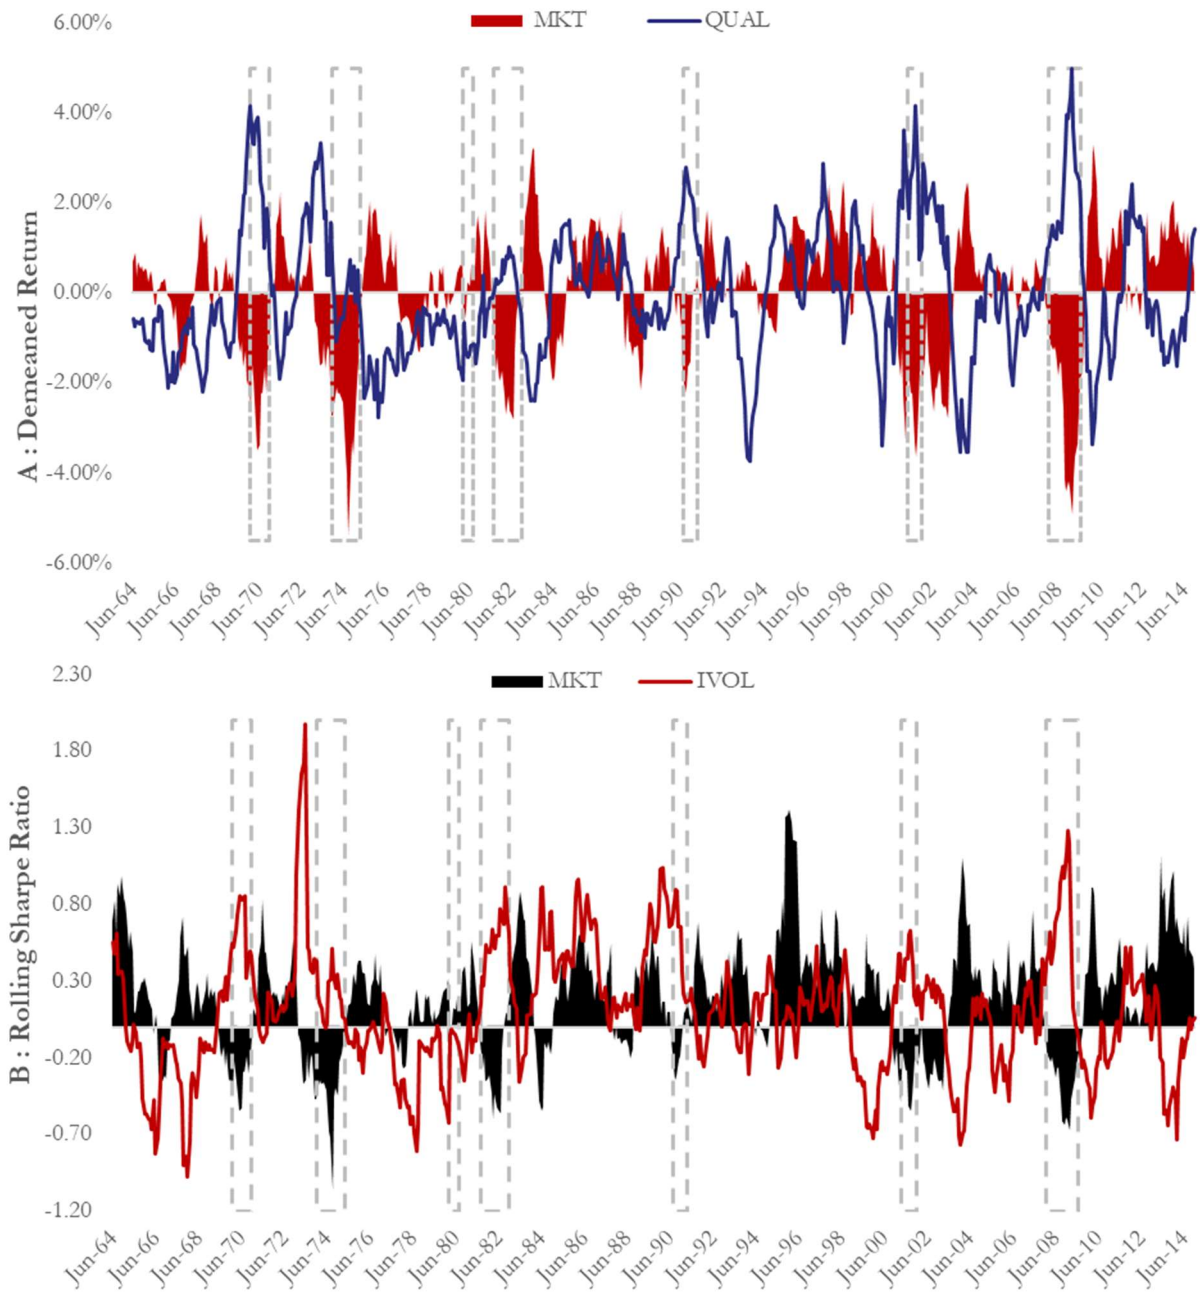 6.00%
MKT
QUAL
4.00%
2.00%
0.00%
-2.00%
-4.00%
-6.00%
A : Demeaned Return
Jun-64
Jun-66
Jun-68
Jun-70
Jun-72
Jun-74
Jun-76
Jun-78
Jun-80
Jun-82
Jun-84
Jun-86
Jun-88
Jun-90
Jun-92
Jun-94
Jun-96
Jun-98
Jun-00
Jun-02
Jun-04
Jun-06
Jun-08
Jun-10
Jun-12
Jun-14
2.30
MKT
IVOL
1.80
1.30
0.80
0.30
-0.20
-0.70
-1.20
B : Rolling Sharpe Ratio
Jun-64
Jun-66
Jun-68
Jun-70
Jun-72
Jun-74
Jun-76
Jun-78
Jun-80
Jun-82
Jun-84
Jun-86
Jun-88
Jun-90
Jun-92
Jun-94
Jun-96
Jun-98
Jun-00
Jun-02
Jun-04
Jun-06
Jun-08
Jun-10
Jun-12
Jun-14